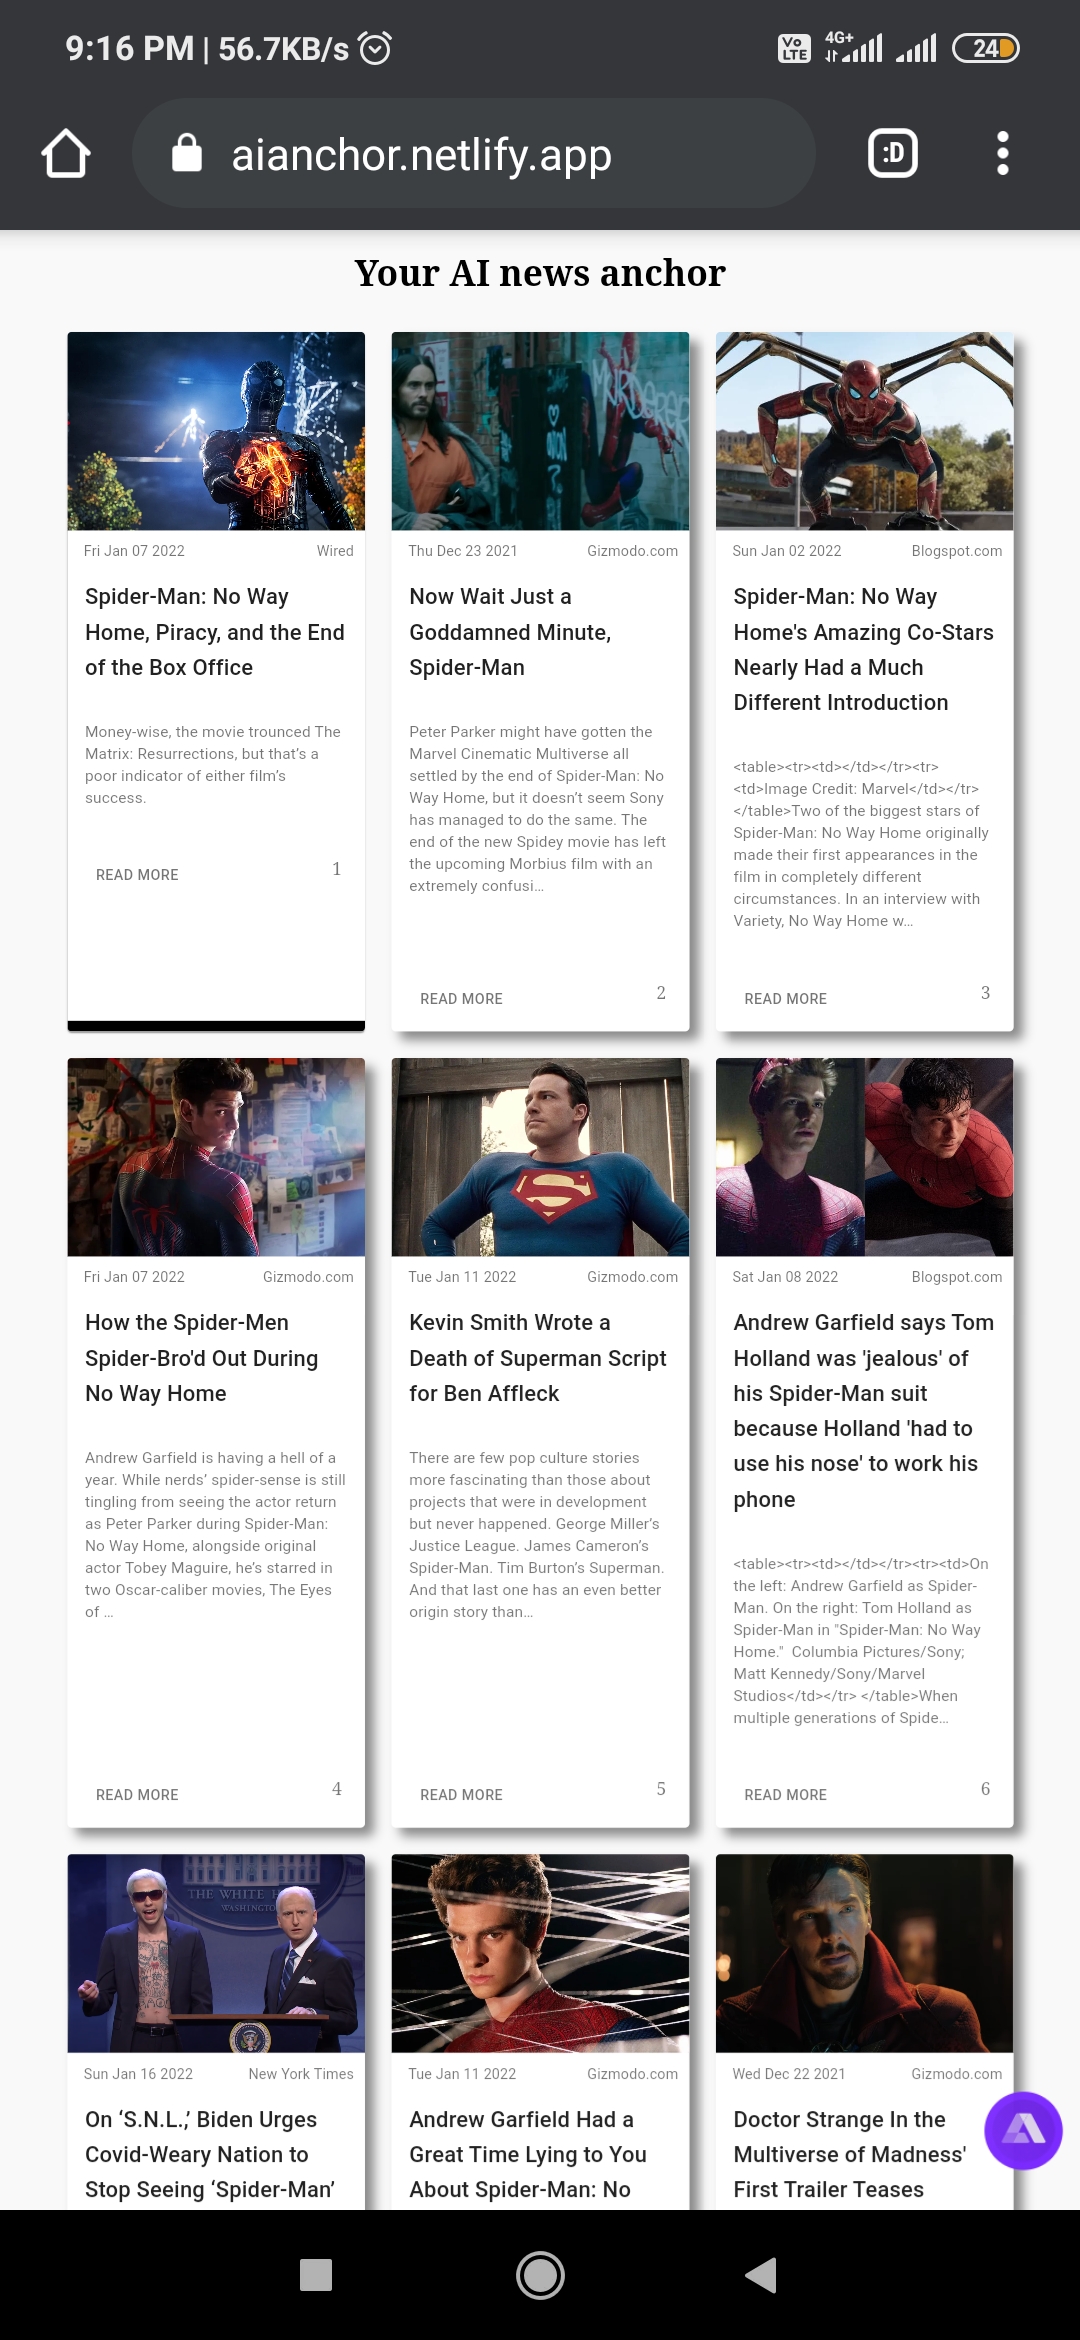 9:16 PM | 56.7KB/s
Vo LTE 4G+ 24
aianchor.netlify.app
:D
Your AI news anchor
Fri Jan 07 2022 Wired
Spider-Man: No Way
Home, Piracy, and the End
of the Box Office
Money-wise, the movie trounced The
Matrix: Resurrections, but that’s a
poor indicator of either film’s
success.
READ MORE 1
MORBE
Thu Dec 23 2021 Gizmodo.com
Now Wait Just a
Goddamned Minute,
Spider-Man
Peter Parker might have gotten the
Marvel Cinematic Multiverse all
settled by the end of Spider-Man: No
Way Home, but it doesn’t seem Sony
has managed to do the same. The
end of the new Spidey movie has left
the upcoming Morbius film with an
extremely confusi…
READ MORE 2
Sun Jan 02 2022 Blogspot.com
Spider-Man: No Way
Home's Amazing Co-Stars
Nearly Had a Much
Different Introduction
<table><tr><td></td></tr><tr>
<td>Image Credit: Marvel</td></tr>
</table>Two of the biggest stars of
Spider-Man: No Way Home originally
made their first appearances in the
film in completely different
circumstances. In an interview with
Variety, No Way Home w…
READ MORE 3
Fri Jan 07 2022 Gizmodo.com
How the Spider-Men
Spider-Bro'd Out During
No Way Home
Andrew Garfield is having a hell of a
year. While nerds’ spider-sense is still
tingling from seeing the actor return
as Peter Parker during Spider-Man:
No Way Home, alongside original
actor Tobey Maguire, he’s starred in
two Oscar-caliber movies, The Eyes
of …
READ MORE 4
Tue Jan 11 2022 Gizmodo.com
Kevin Smith Wrote a
Death of Superman Script
for Ben Affleck
There are few pop culture stories
more fascinating than those about
projects that were in development
but never happened. George Miller’s
Justice League. James Cameron’s
Spider-Man. Tim Burton’s Superman.
And that last one has an even better
origin story than…
READ MORE 5
Sat Jan 08 2022 Blogspot.com
Andrew Garfield says Tom
Holland was 'jealous' of
his Spider-Man suit
because Holland 'had to
use his nose' to work his
phone
<table><tr><td></td></tr><tr><td>On
the left: Andrew Garfield as Spider-
Man. On the right: Tom Holland as
Spider-Man in "Spider-Man: No Way
Home." Columbia Pictures/Sony;
Matt Kennedy/Sony/Marvel
Studios</td></tr> </table>When
multiple generations of Spide…
READ MORE 6
THE WHITE H
WASHINGTON
Sun Jan 16 2022 New York Times
On ‘S.N.L.,’ Biden Urges
Covid-Weary Nation to
Stop Seeing ‘Spider-Man’
Tue Jan 11 2022 Gizmodo.com
Andrew Garfield Had a
Great Time Lying to You
About Spider-Man: No
Wed Dec 22 2021 Gizmodo.com
Doctor Strange In the
Multiverse of Madness'
First Trailer Teases